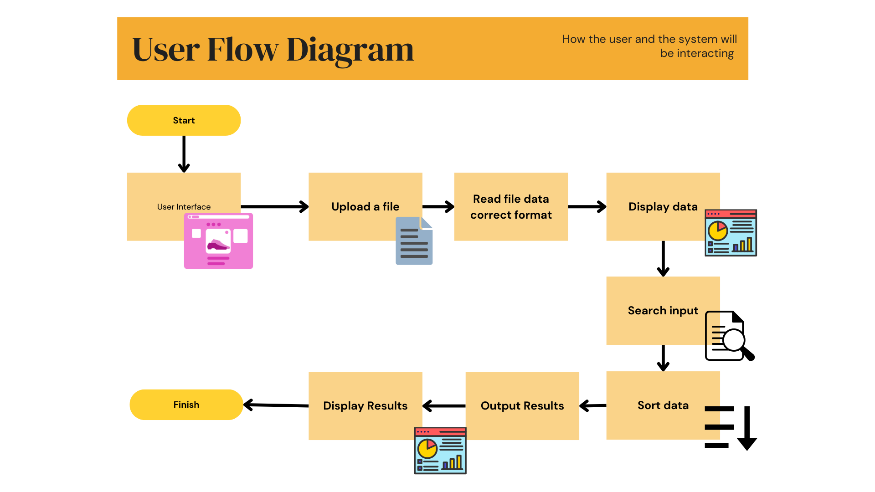 User Flow Diagram
How the user and the system will
be interacting
Start
User Interface
Upload a file
Read file data
correct format
Display data
Search input
Sort data
Output Results
Display Results
Finish